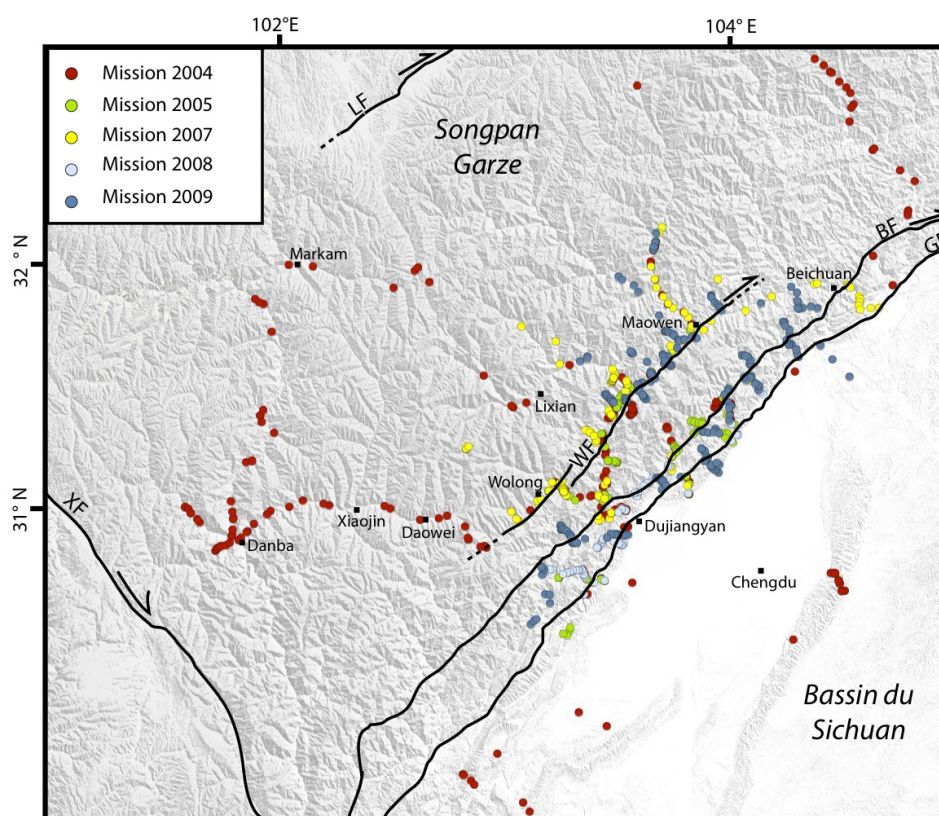 102°E
104°E
Mission 2004
Mission 2005
Mission 2007
Mission 2008
Mission 2009
LF
Songpan
Garze
BF
32 °N
Markam
Beichuan
Maowen
Lixian
WF
Wolong
31 °N
XF
Xiaojin
Daowei
Danba
Dujiangyan
Chengdu
Bassin du
Sichuan